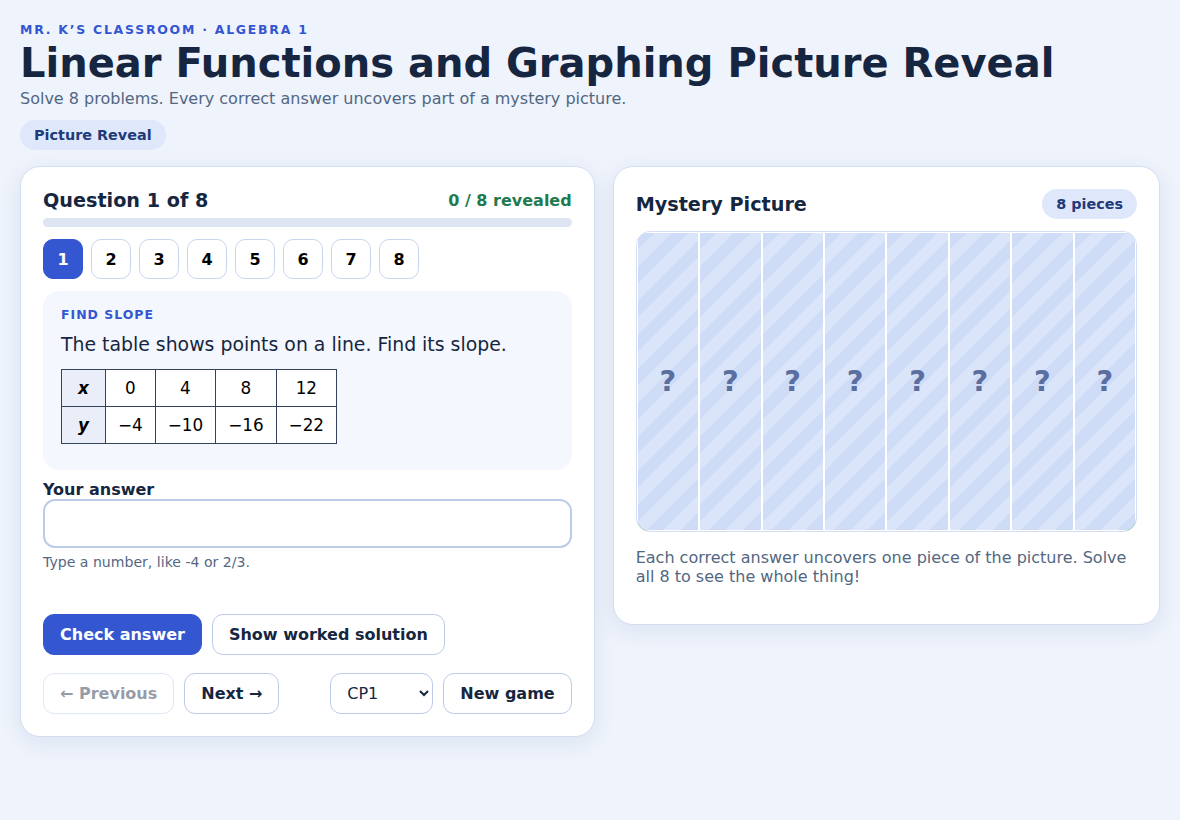 MR. K’S CLASSROOM · ALGEBRA 1
Linear Functions and Graphing Picture Reveal
Solve 8 problems. Every correct answer uncovers part of a mystery picture.
Picture Reveal
Question 1 of 8
0 / 8 revealed
1 2 3 4 5 6 7 8
FIND SLOPE
The table shows points on a line. Find its slope.
x 0 4 8 12
y −4 −10 −16 −22
Your answer
Type a number, like -4 or 2/3.
Check answer
Show worked solution
← Previous
Next →
CP1
New game
Mystery Picture
8 pieces
? ? ? ? ? ? ? ?
Each correct answer uncovers one piece of the picture. Solve
all 8 to see the whole thing!